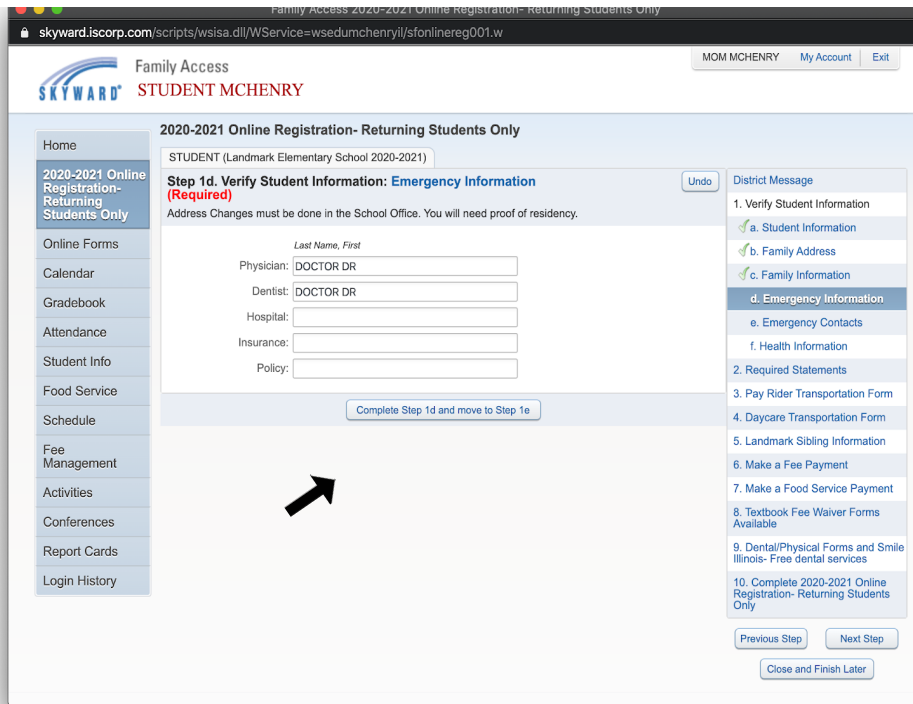 Family Access 2020-2021 Online Registration- Returning Students Only
skyward.iscorp.com/scripts/wsisa.dll/WService=wsedumchenryil/sfonlinereg001.w
MOM MCHENRY My Account Exit
Family Access
SKYWARD® STUDENT MCHENRY
2020-2021 Online Registration- Returning Students Only
STUDENT (Landmark Elementary School 2020-2021)
Home
2020-2021 Online
Registration-
Returning
Students Only
Online Forms
Calendar
Gradebook
Attendance
Student Info
Food Service
Schedule
Fee
Management
Activities
Conferences
Report Cards
Login History
Step 1d. Verify Student Information: Emergency Information
(Required)
Undo
Address Changes must be done in the School Office. You will need proof of residency.
Last Name, First
Physician: DOCTOR DR
Dentist: DOCTOR DR
Hospital:
Insurance:
Policy:
Complete Step 1d and move to Step 1e
District Message
1. Verify Student Information
a. Student Information
b. Family Address
c. Family Information
d. Emergency Information
e. Emergency Contacts
f. Health Information
2. Required Statements
3. Pay Rider Transportation Form
4. Daycare Transportation Form
5. Landmark Sibling Information
6. Make a Fee Payment
7. Make a Food Service Payment
8. Textbook Fee Waiver Forms
Available
9. Dental/Physical Forms and Smile
Illinois- Free dental services
10. Complete 2020-2021 Online
Registration- Returning Students
Only
Previous Step Next Step
Close and Finish Later